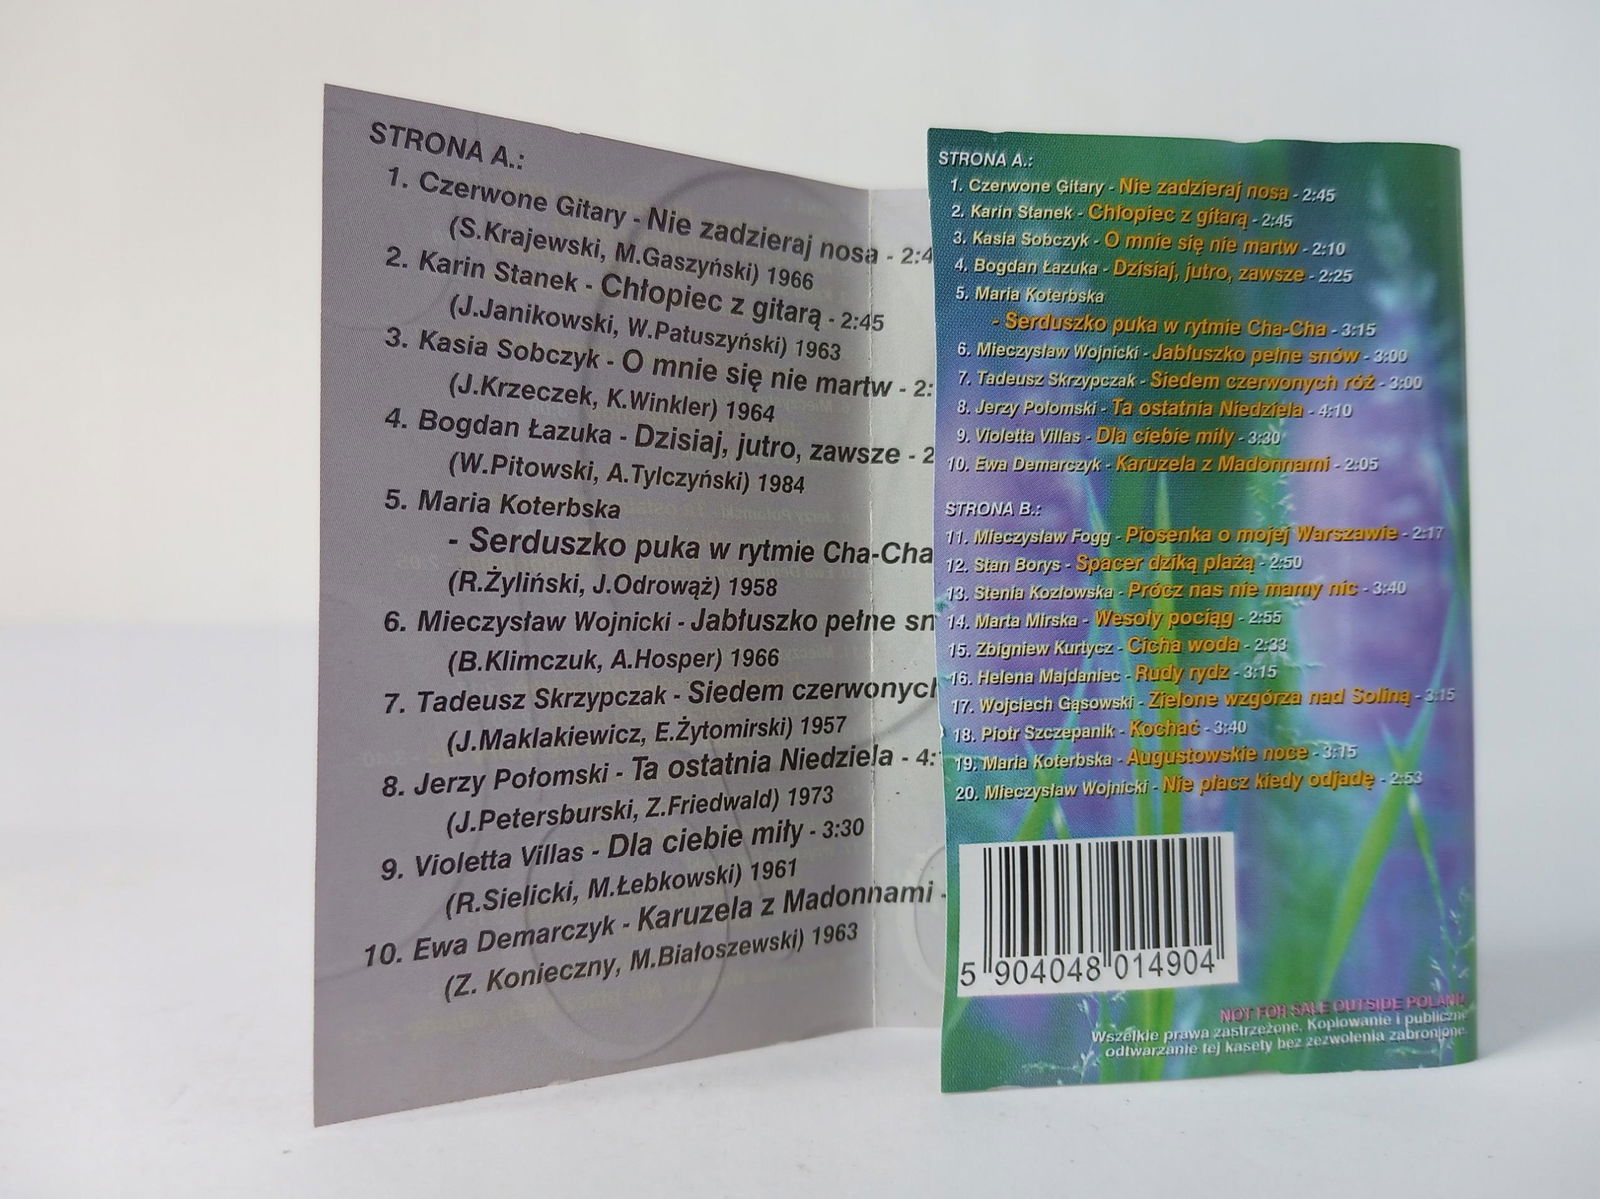 STRONA A.:
1. Czerwone Gitary - Nie zadzieraj nosa - 2:4
(S.Krajewski, M.Gaszyński) 1966
2. Karin Stanek - Chłopiec z gitarą - 2:45
(J.Janikowski, W.Patuszyński) 1963
3. Kasia Sobczyk - O mnie się nie martw - 2:
(J.Krzeczek, K.Winkler) 1964
4. Bogdan Łazuka - Dzisiaj, jutro, zawsze - 2
(W.Pitowski, A.Tylczyński) 1984
5. Maria Koterbska
- Serduszko puka w rytmie Cha-Cha
(R.Żyliński, J.Odrowąż) 1958
6. Mieczysław Wojnicki - Jabłuszko pełne sn
(B.Klimczuk, A.Hosper) 1966
7. Tadeusz Skrzypczak - Siedem czerwonych
(J.Maklakiewicz, E.Żytomirski) 1957
8. Jerzy Połomski - Ta ostatnia Niedziela - 4:
(J.Petersburski, Z.Friedwald) 1973
9. Violetta Villas - Dla ciebie miły - 3:30
(R.Sielicki, M.Łebkowski) 1961
10. Ewa Demarczyk - Karuzela z Madonnami -
(Z. Konieczny, M.Białoszewski) 1963
STRONA A.:
1. Czerwone Gitary - Nie zadzieraj nosa - 2:45
2. Karin Stanek - Chłopiec z gitarą - 2:45
3. Kasia Sobczyk - O mnie się nie martw - 2:10
4. Bogdan Łazuka - Dzisiaj, jutro, zawsze - 2:25
5. Maria Koterbska
- Serduszko puka w rytmie Cha-Cha - 3:15
6. Mieczysław Wojnicki - Jabłuszko pełne snów - 3:00
7. Tadeusz Skrzypczak - Siedem czerwonych róż - 3:00
8. Jerzy Połomski - Ta ostatnia Niedziela - 4:10
9. Violetta Villas - Dla ciebie miły - 3:30
10. Ewa Demarczyk - Karuzela z Madonnami - 2:05
STRONA B.:
11. Mieczysław Fogg - Piosenka o mojej Warszawie - 2:17
12. Stan Borys - Spacer dziką plażą - 2:50
13. Stenia Kozłowska - Prócz nas nie mamy nic - 3:40
14. Marta Mirska - Wesoły pociąg - 2:55
15. Zbigniew Kurtycz - Cicha woda - 2:33
16. Helena Majdaniec - Rudy rydz - 3:15
17. Wojciech Gąsowski - Zielone wzgórza nad Soliną - 3:15
18. Piotr Szczepanik - Kochać - 3:40
19. Maria Koterbska - Augustowskie noce - 3:15
20. Mieczysław Wojnicki - Nie płacz kiedy odjadę - 2:53
5 904048 014904
NOT FOR SALE OUTSIDE POLAND
Wszelkie prawa zastrzeżone. Kopiowanie i publiczne
odtwarzanie tej kasety bez zezwolenia zabronione.